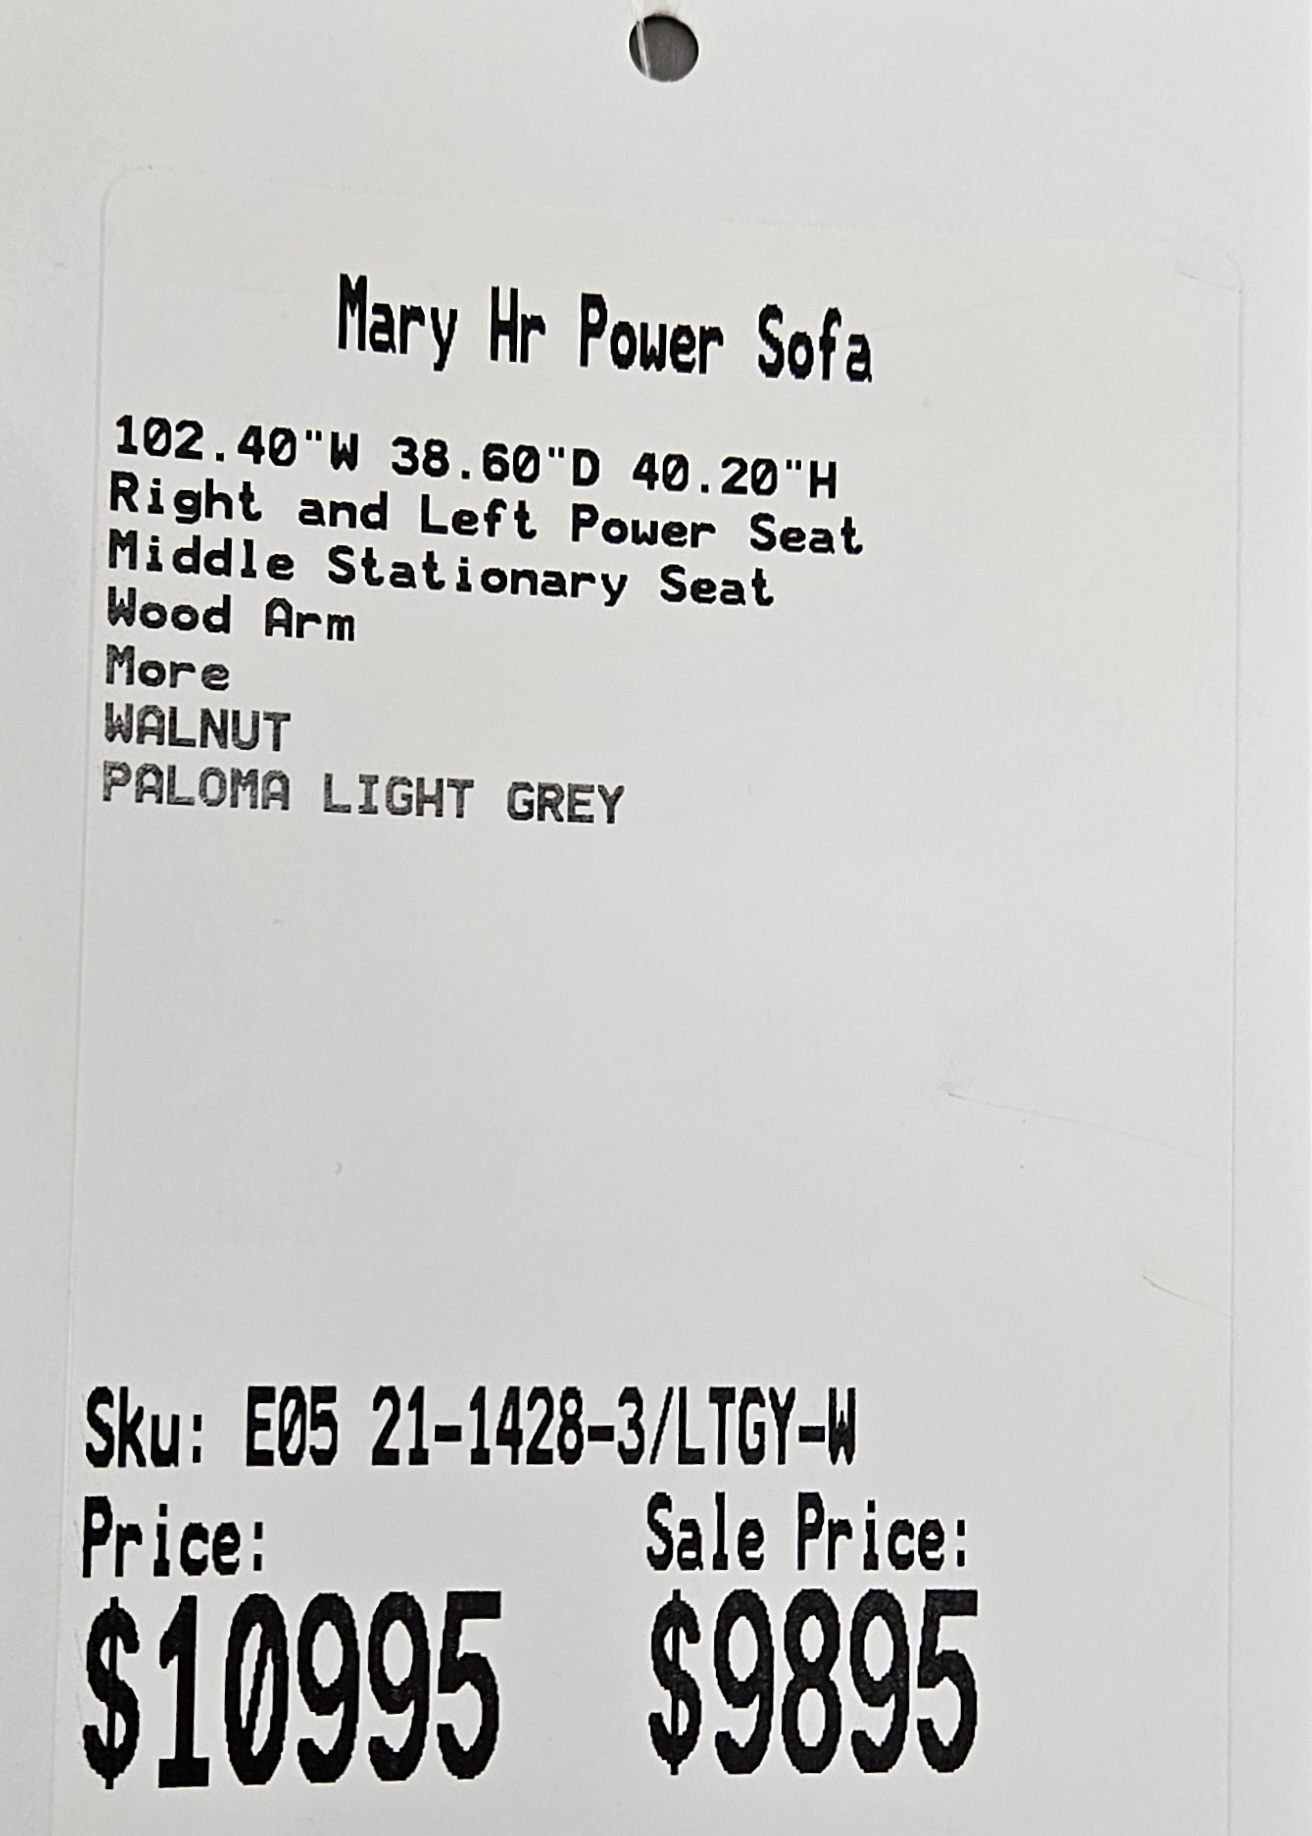 Mary Hr Power Sofa
102.40"W 38.60"D 40.20"H
Right and Left Power Seat
Middle Stationary Seat
Wood Arm
More
WALNUT
PALOMA LIGHT GREY
Sku: E05 21-1428-3/LTGY-W
Price: Sale Price:
$10995 $9895